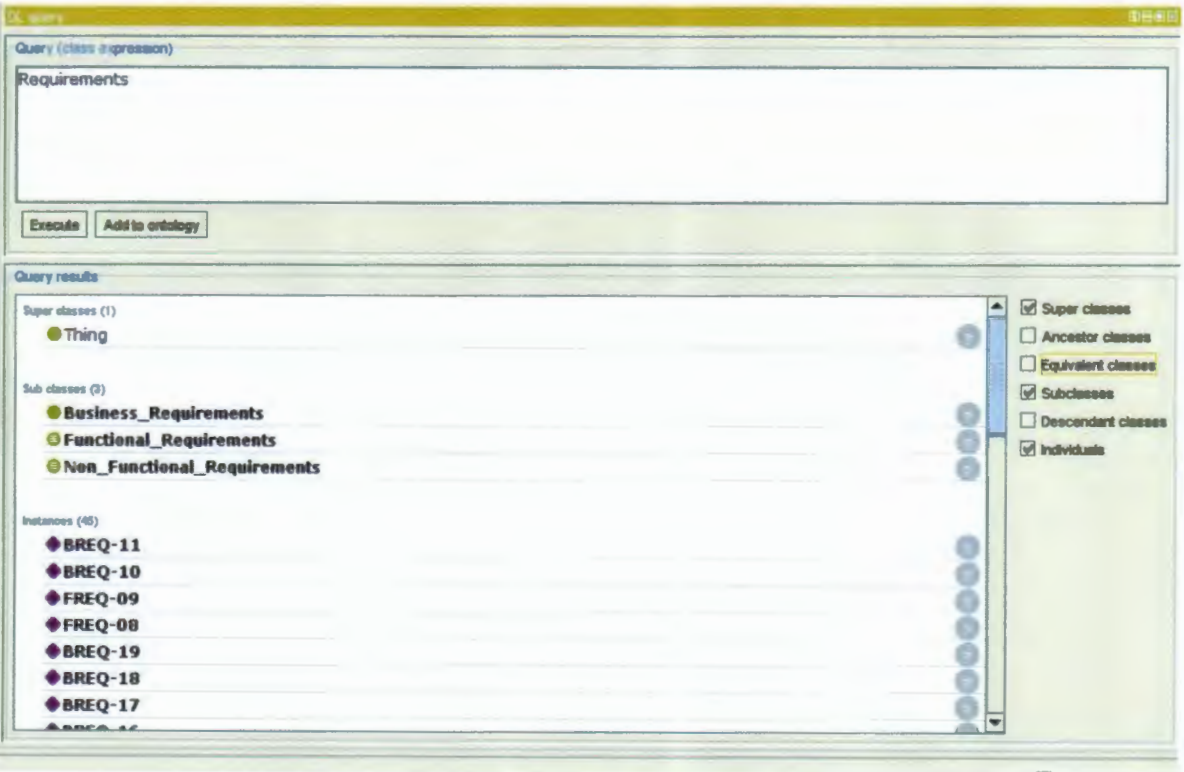 DL query
Query (class expression)
Requirements
Execute Add to ontology
Query results
Super classes (1)
Thing
Sub classes (3)
Business_Requirements
Functional_Requirements
Non_Functional_Requirements
Instances (45)
BREQ-11
BREQ-10
FREQ-09
FREQ-08
BREQ-19
BREQ-18
BREQ-17
Super classes
Ancestor classes
Equivalent classes
Subclasses
Descendant classes
Individuals